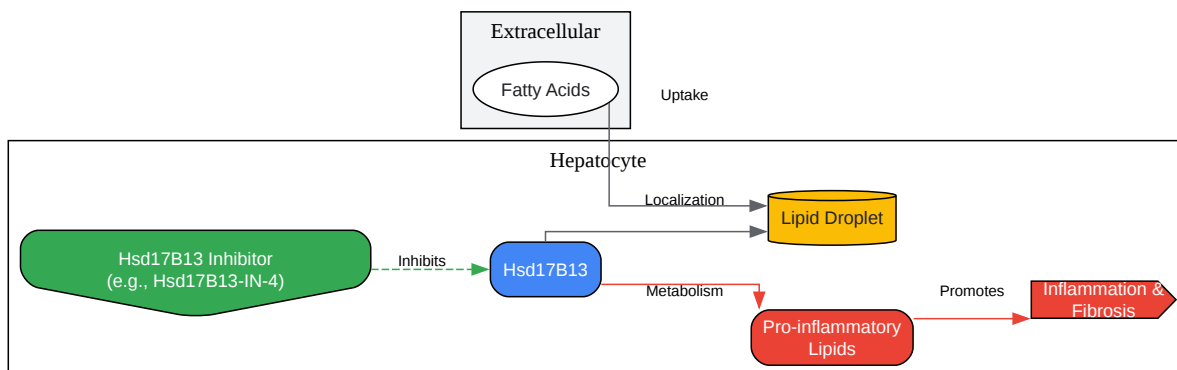 Extracellular
Fatty Acids
Uptake
Hepatocyte
Localization
Lipid Droplet
Hsd17B13 Inhibitor
(e.g., Hsd17B13-IN-4)
Inhibits
Hsd17B13
Metabolism
Promotes
Inflammation &
Fibrosis
Pro-inflammatory
Lipids